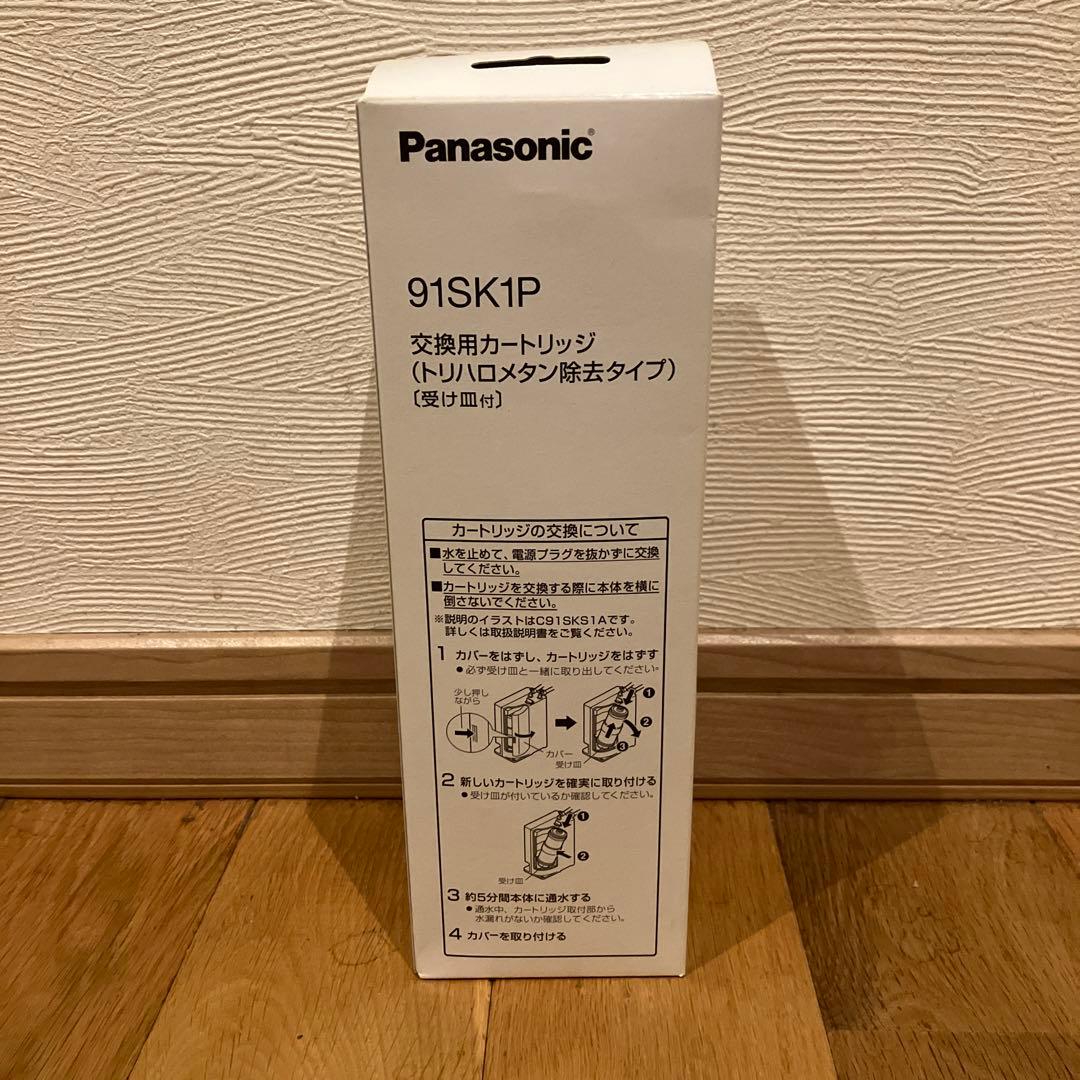 Panasonic®
91SK1P
交換用カートリッジ
(トリハロメタン除去タイプ)
〔受け皿付〕
カートリッジの交換について
■水を止めて、電源プラグを抜かずに交換
してください。
■カートリッジを交換する際に本体を横に
倒さないでください。
※説明のイラストはC91SKS1Aです。
詳しくは取扱説明書をご覧ください。
1 カバーをはずし、カートリッジをはずす
●必ず受け皿と一緒に取り出してください。
少し押し
ながら
カバー
受け皿
❶
❷
❸
2 新しいカートリッジを確実に取り付ける
●受け皿が付いているか確認してください。
❶
❷
受け皿
3 約5分間本体に通水する
●通水中、カートリッジ取付部から
水漏れがないか確認してください。
4 カバーを取り付ける